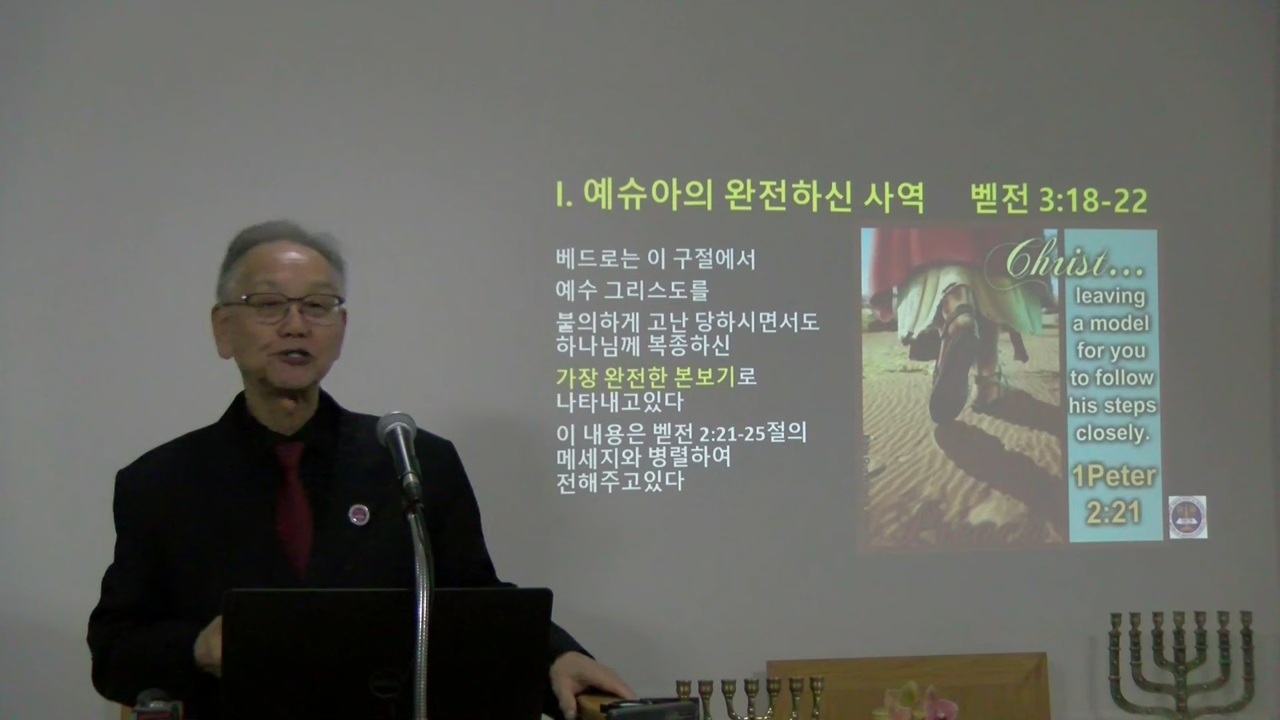 I. 예슈아의 완전하신 사역 벧전 3:18-22
베드로는 이 구절에서
예수 그리스도를
불의하게 고난 당하시면서도
하나님께 복종하신
가장 완전한 본보기로
나타내고있다
이 내용은 벧전 2:21-25절의
메세지와 병렬하여
전해주고있다
Christ...
leaving
a model
for you
to follow
his steps
closely.
1Peter
2:21
DELL